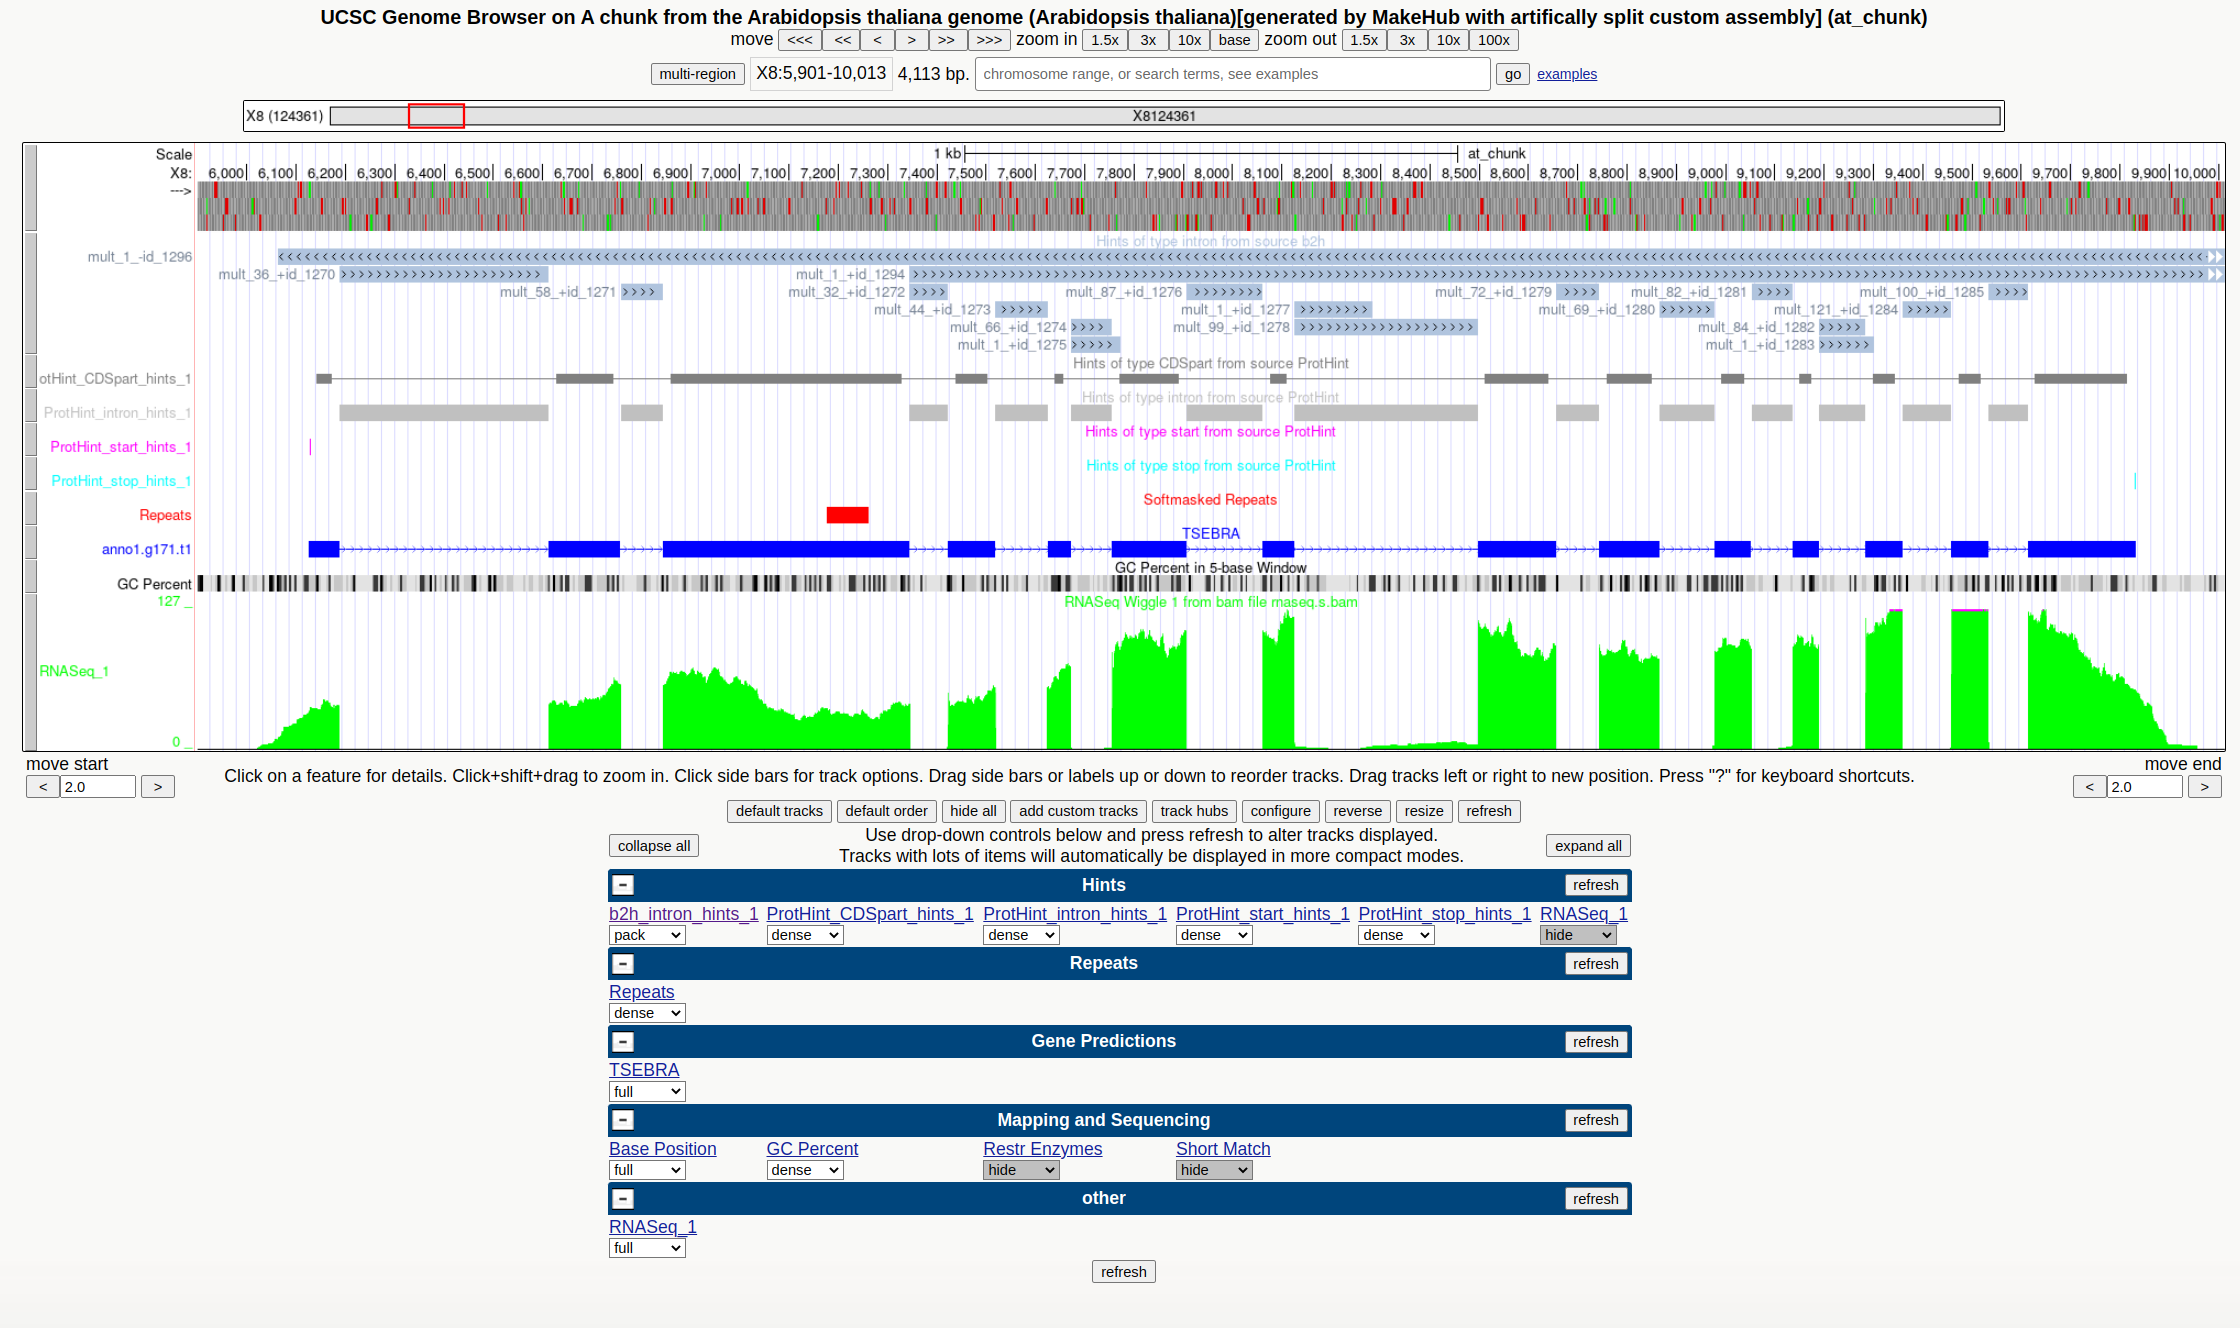 UCSC Genome Browser on A chunk from the Arabidopsis thaliana genome (Arabidopsis thaliana)[generated by MakeHub with artifically split custom assembly] (at_chunk)
move <<< << < > >> >>> zoom in 1.5x 3x 10x base zoom out 1.5x 3x 10x 100x
multi-region X8:5,901-10,013 4,113 bp. chromosome range, or search terms, see examples go examples
X8 (124361) X8124361
Scale 1 kb at_chunk
X8: 6,000 6,100 6,200 6,300 6,400 6,500 6,600 6,700 6,800 6,900 7,000 7,100 7,200 7,300 7,400 7,500 7,600 7,700 7,800 7,900 8,000 8,100 8,200 8,300 8,400 8,500 8,600 8,700 8,800 8,900 9,000 9,100 9,200 9,300 9,400 9,500 9,600 9,700 9,800 9,900 10,000
--->
Hints of type intron from source b2h
mult_1_-id_1296
mult_36_+id_1270 mult_1_+id_1294
mult_58_+id_1271 mult_32_+id_1272 mult_87_+id_1276 mult_72_+id_1279 mult_82_+id_1281 mult_100_+id_1285
mult_44_+id_1273 mult_1_+id_1277 mult_69_+id_1280 mult_121_+id_1284
mult_66_+id_1274 mult_99_+id_1278 mult_84_+id_1282
mult_1_+id_1275 mult_1_+id_1283
Hints of type CDSpart from source ProtHint
otHint_CDSpart_hints_1
Hints of type intron from source ProtHint
ProtHint_intron_hints_1
Hints of type start from source ProtHint
ProtHint_start_hints_1
Hints of type stop from source ProtHint
ProtHint_stop_hints_1
Softmasked Repeats
Repeats
TSEBRA
anno1.g171.t1
GC Percent in 5-base Window
GC Percent
127 _ RNASeq Wiggle 1 from bam file rnaseq.s.bam
RNASeq_1
0 _
move start move end
< 2.0 > Click on a feature for details. Click+shift+drag to zoom in. Click side bars for track options. Drag side bars or labels up or down to reorder tracks. Drag tracks left or right to new position. Press "?" for keyboard shortcuts. < 2.0 >
default tracks default order hide all add custom tracks track hubs configure reverse resize refresh
collapse all Use drop-down controls below and press refresh to alter tracks displayed. expand all
Tracks with lots of items will automatically be displayed in more compact modes.
- Hints refresh
b2h_intron_hints_1 ProtHint_CDSpart_hints_1 ProtHint_intron_hints_1 ProtHint_start_hints_1 ProtHint_stop_hints_1 RNASeq_1
pack dense dense dense dense hide
- Repeats refresh
Repeats
dense
- Gene Predictions refresh
TSEBRA
full
- Mapping and Sequencing refresh
Base Position GC Percent Restr Enzymes Short Match
full dense hide hide
- other refresh
RNASeq_1
full
refresh